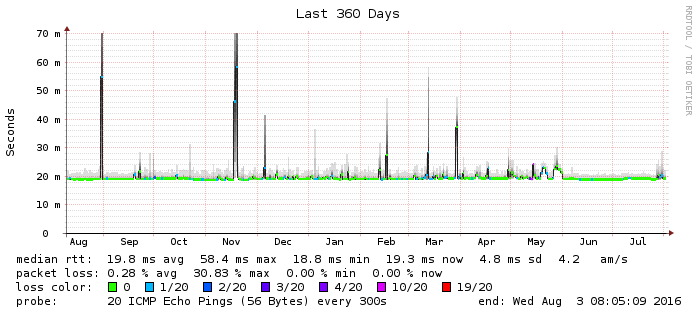 Last 360 Days
RRDTOOL / TOBI OETIKER
Seconds
70 m
60 m
50 m
40 m
30 m
20 m
10 m
0
Aug Sep Oct Nov Dec Jan Feb Mar Apr May Jun Jul
median rtt: 19.8 ms avg 58.4 ms max 18.8 ms min 19.3 ms now 4.8 ms sd 4.2 am/s
packet loss: 0.28 % avg 30.83 % max 0.00 % min 0.00 % now
loss color: 0 1/20 2/20 3/20 4/20 10/20 19/20
probe: 20 ICMP Echo Pings (56 Bytes) every 300s end: Wed Aug 3 08:05:09 2016